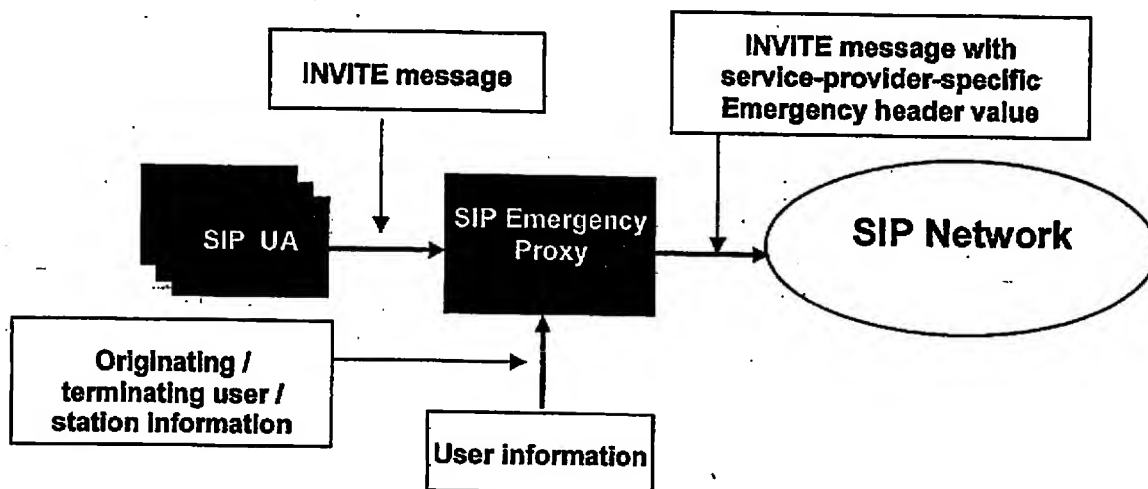 INVITE message
INVITE message with
service-provider-specific
Emergency header value
SIP UA
SIP Emergency
Proxy
SIP Network
Originating /
terminating user /
station information
User information